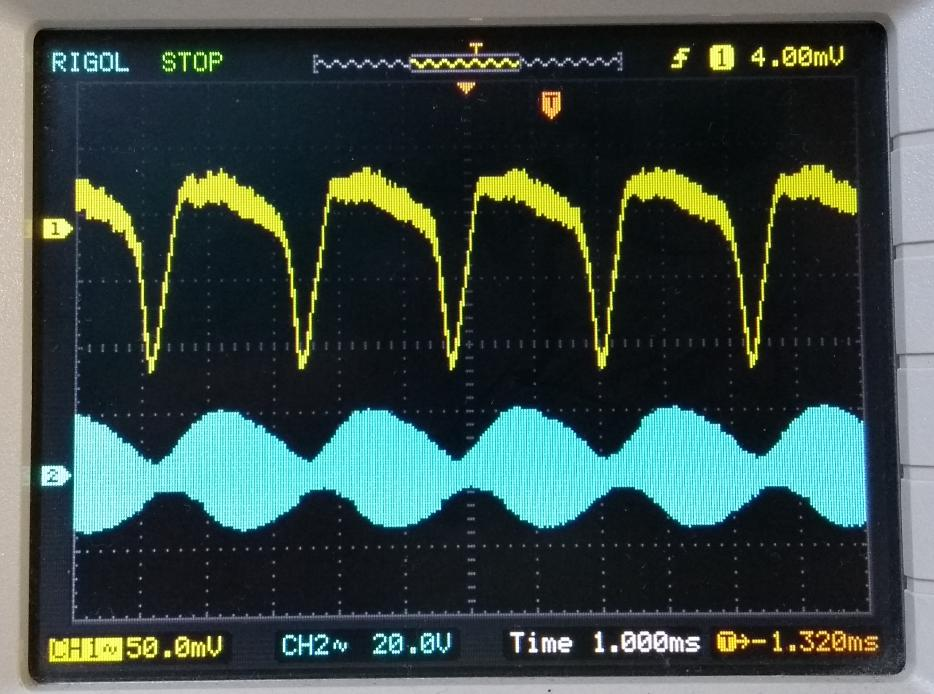 RIGOL STOP T 1 4.00mV
T
1
2
CH1~50.0mV CH2~ 20.0V Time 1.000ms T→-1.320ms